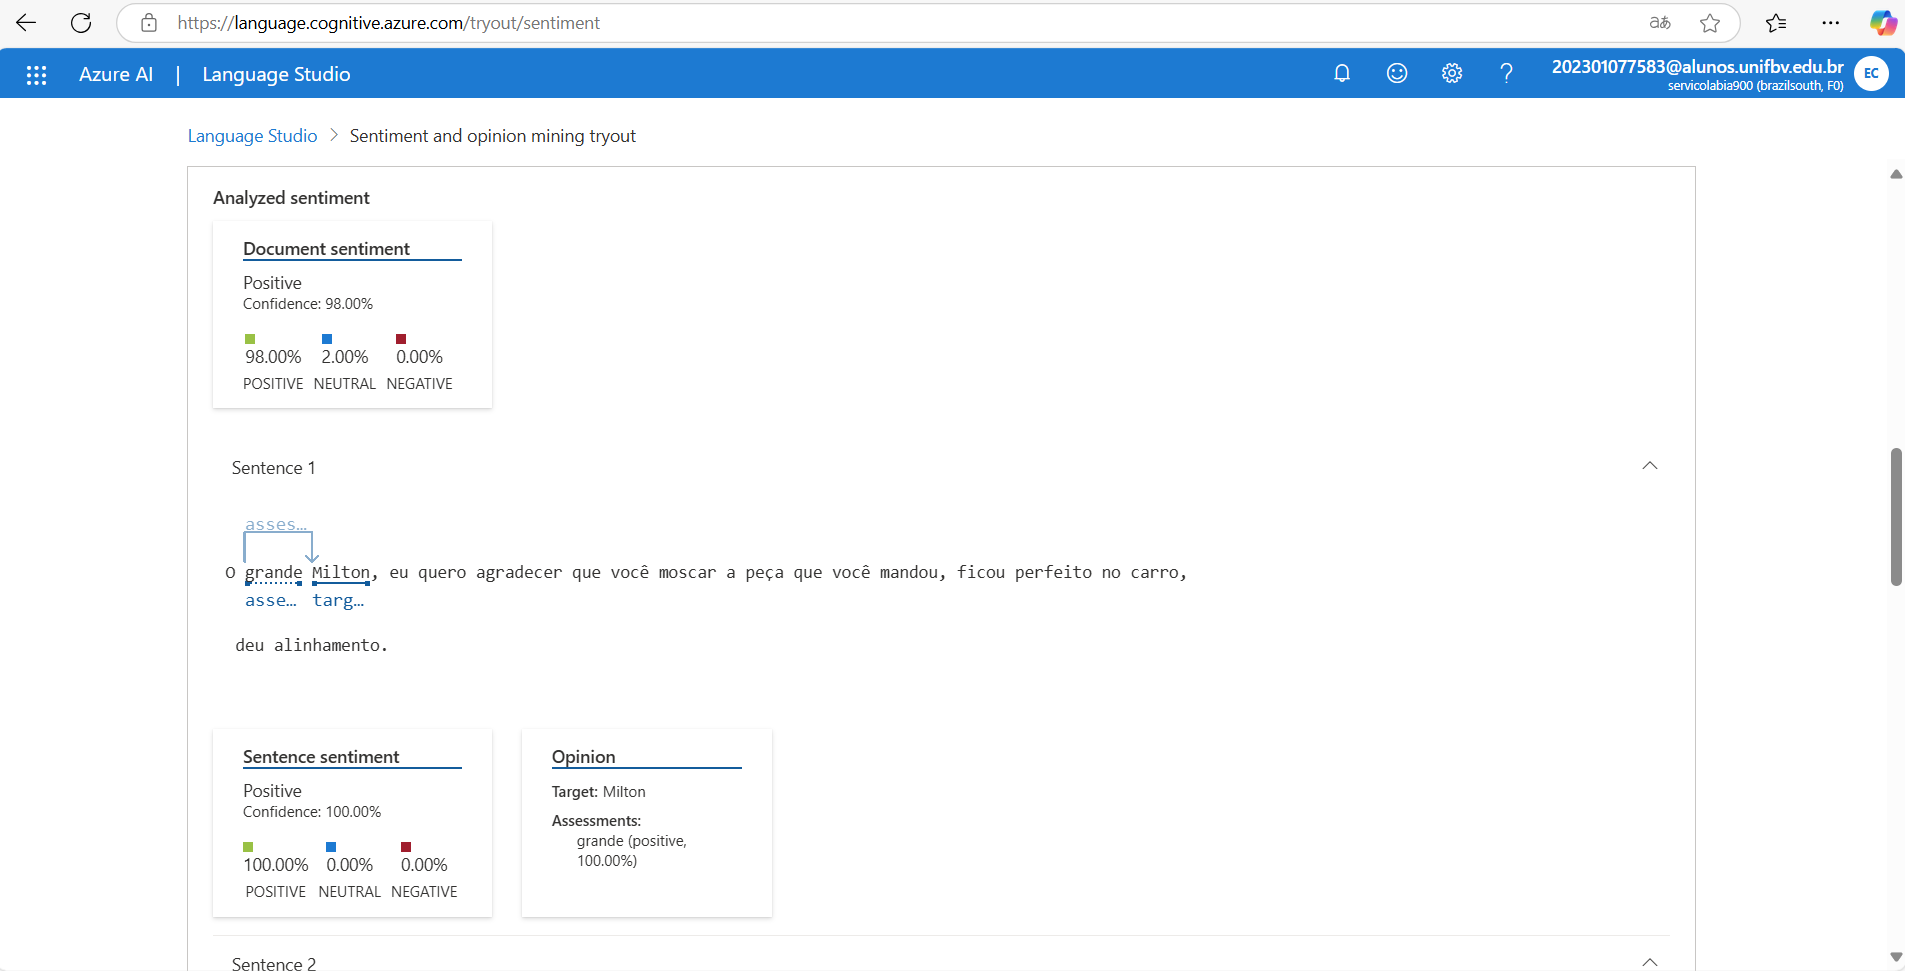 https://language.cognitive.azure.com/tryout/sentiment
Azure AI | Language Studio
202301077583@alunos.unifbv.edu.br
servicolabia900 (brazilsouth, F0)
EC
Language Studio > Sentiment and opinion mining tryout
Analyzed sentiment
Document sentiment
Positive
Confidence: 98.00%
98.00% 2.00% 0.00%
POSITIVE NEUTRAL NEGATIVE
Sentence 1
asses...
O grande Milton, eu quero agradecer que você moscar a peça que você mandou, ficou perfeito no carro,
asse... targ...
deu alinhamento.
Sentence sentiment
Positive
Confidence: 100.00%
100.00% 0.00% 0.00%
POSITIVE NEUTRAL NEGATIVE
Opinion
Target: Milton
Assessments:
grande (positive,
100.00%)
Sentence 2